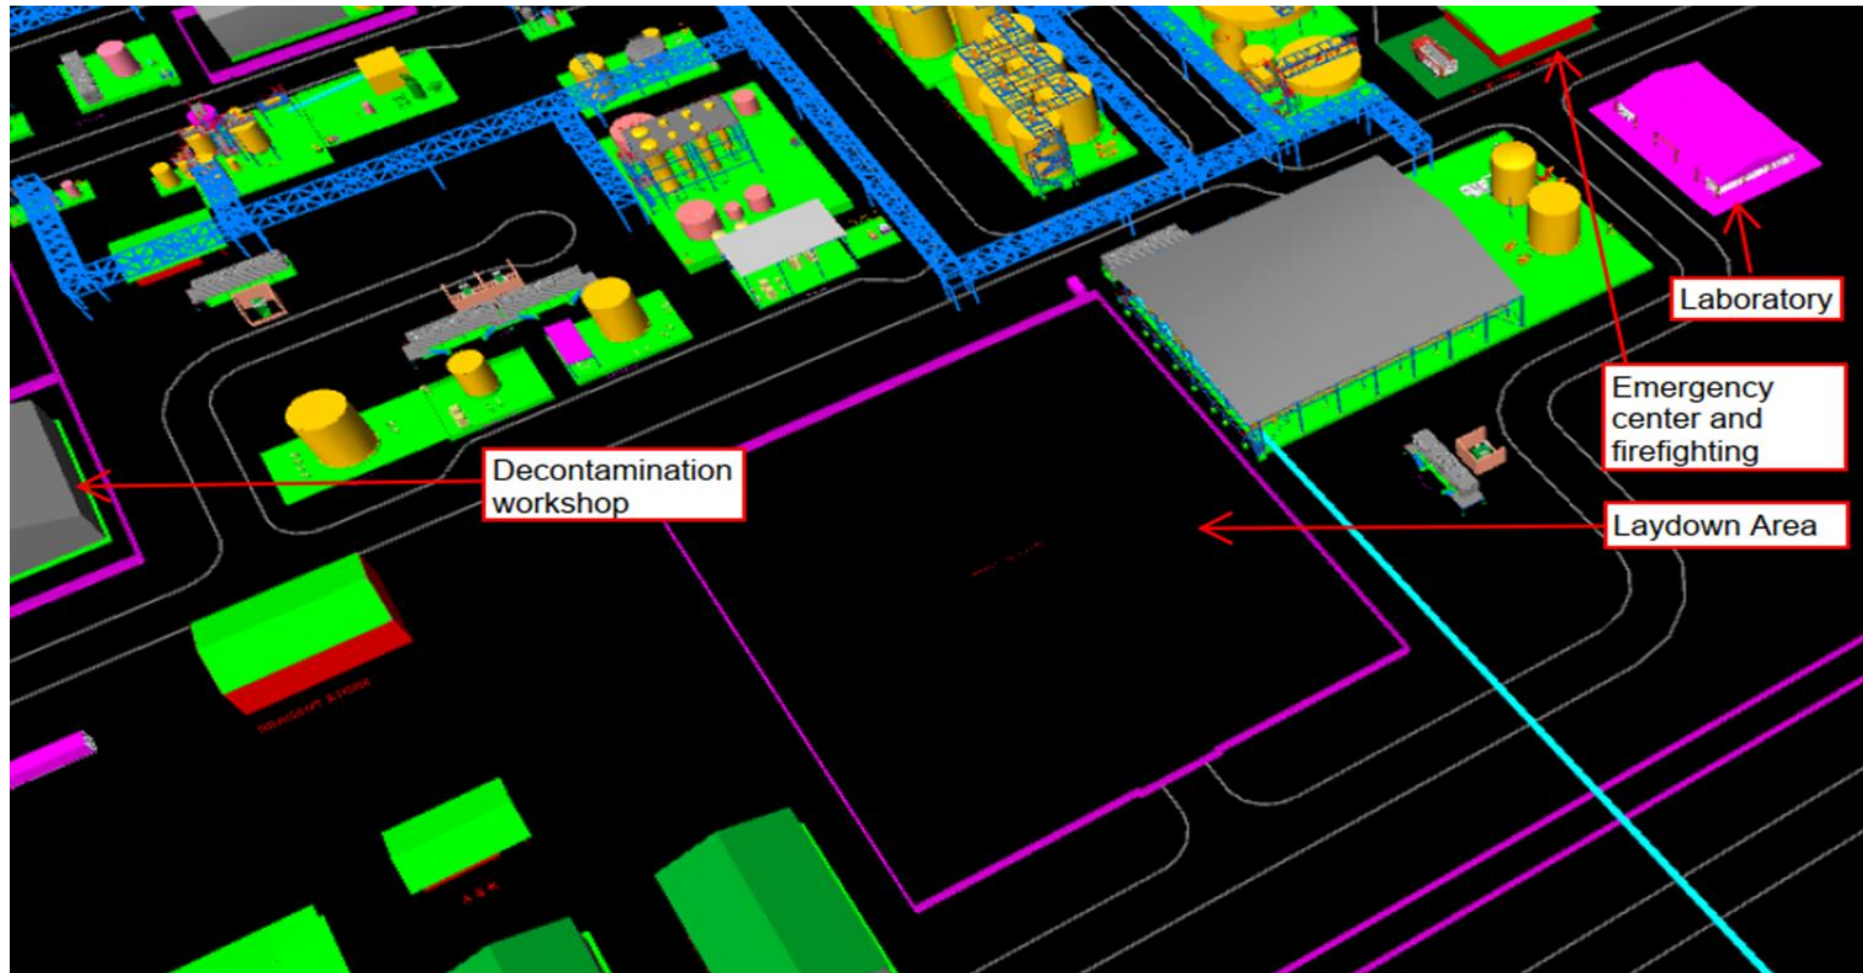 Laboratory
Emergency
center and
firefighting
Decontamination
workshop
Laydown Area